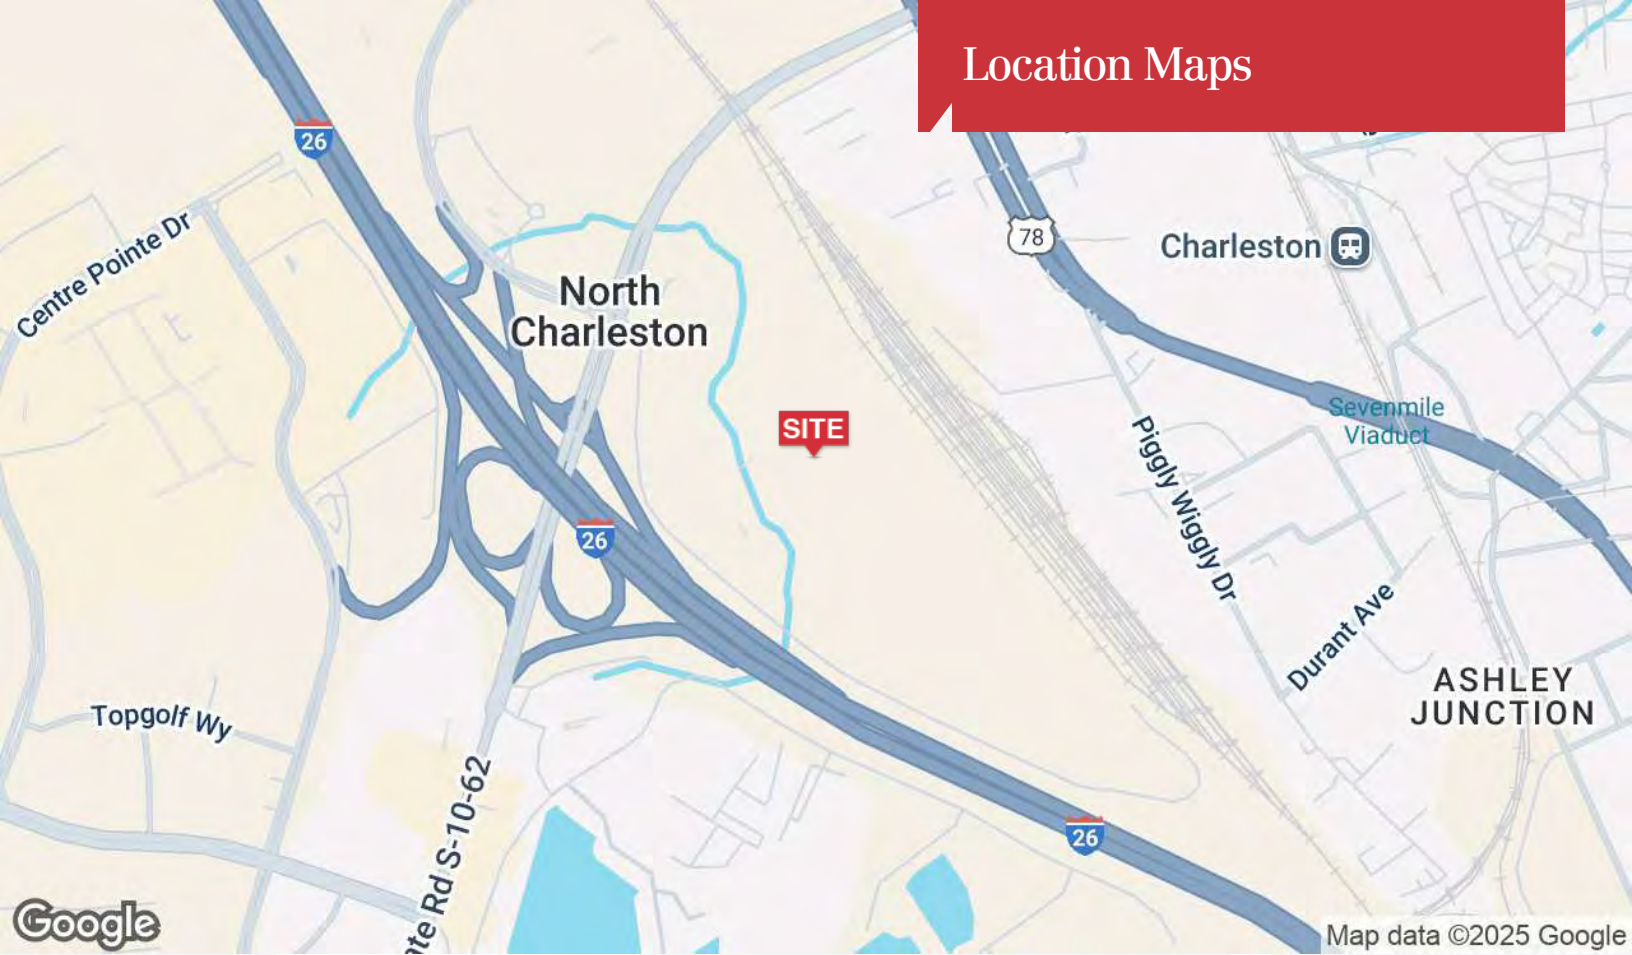 Location Maps
26
Centre Pointe Dr
78
Charleston
North
Charleston
SITE
Sevenmile
Viaduct
Piggly Wiggly Dr
26
Durant Ave
ASHLEY
JUNCTION
Topgolf Wy
Rd S-10-62
26
Google
Map data ©2025 Google